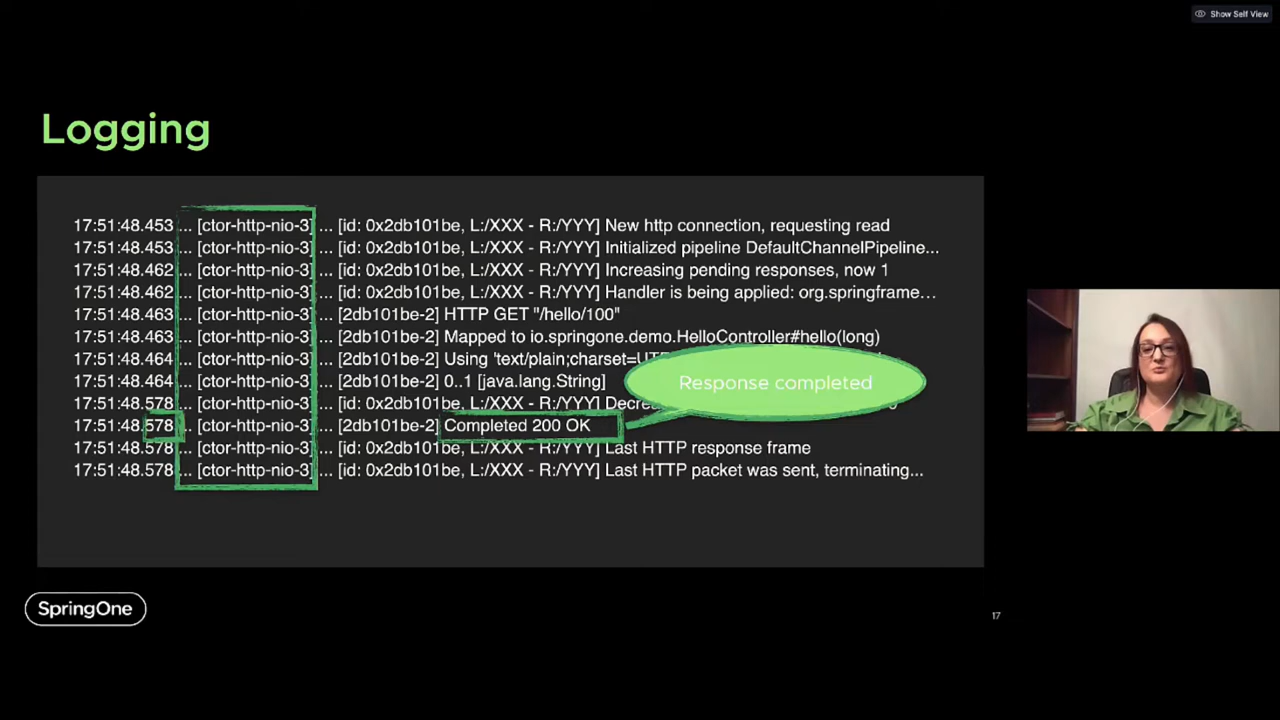 Show Self View
Logging
17:51:48.453 ... [ctor-http-nio-3] ... [id: 0x2db101be, L:/XXX - R:/YYY] New http connection, requesting read
17:51:48.453 ... [ctor-http-nio-3] ... [id: 0x2db101be, L:/XXX - R:/YYY] Initialized pipeline DefaultChannelPipeline...
17:51:48.462 ... [ctor-http-nio-3] ... [id: 0x2db101be, L:/XXX - R:/YYY] Increasing pending responses, now 1
17:51:48.462 ... [ctor-http-nio-3] ... [id: 0x2db101be, L:/XXX - R:/YYY] Handler is being applied: org.springframe...
17:51:48.463 ... [ctor-http-nio-3] ... [2db101be-2] HTTP GET "/hello/100"
17:51:48.463 ... [ctor-http-nio-3] ... [2db101be-2] Mapped to io.springone.demo.HelloController#hello(long)
17:51:48.464 ... [ctor-http-nio-3] ... [2db101be-2] Using 'text/plain;charset=UT
17:51:48.464 ... [ctor-http-nio-3] ... [2db101be-2] 0..1 [java.lang.String]
Response completed
17:51:48.578 ... [ctor-http-nio-3] ... [id: 0x2db101be, L:/XXX - R:/YYY]
17:51:48.578 ... [ctor-http-nio-3] ... [2db101be-2] Completed 200 OK
17:51:48.578 ... [ctor-http-nio-3] ... [id: 0x2db101be, L:/XXX - R:/YYY] Last HTTP response frame
17:51:48.578 ... [ctor-http-nio-3] ... [id: 0x2db101be, L:/XXX - R:/YYY] Last HTTP packet was sent, terminating...
SpringOne
17